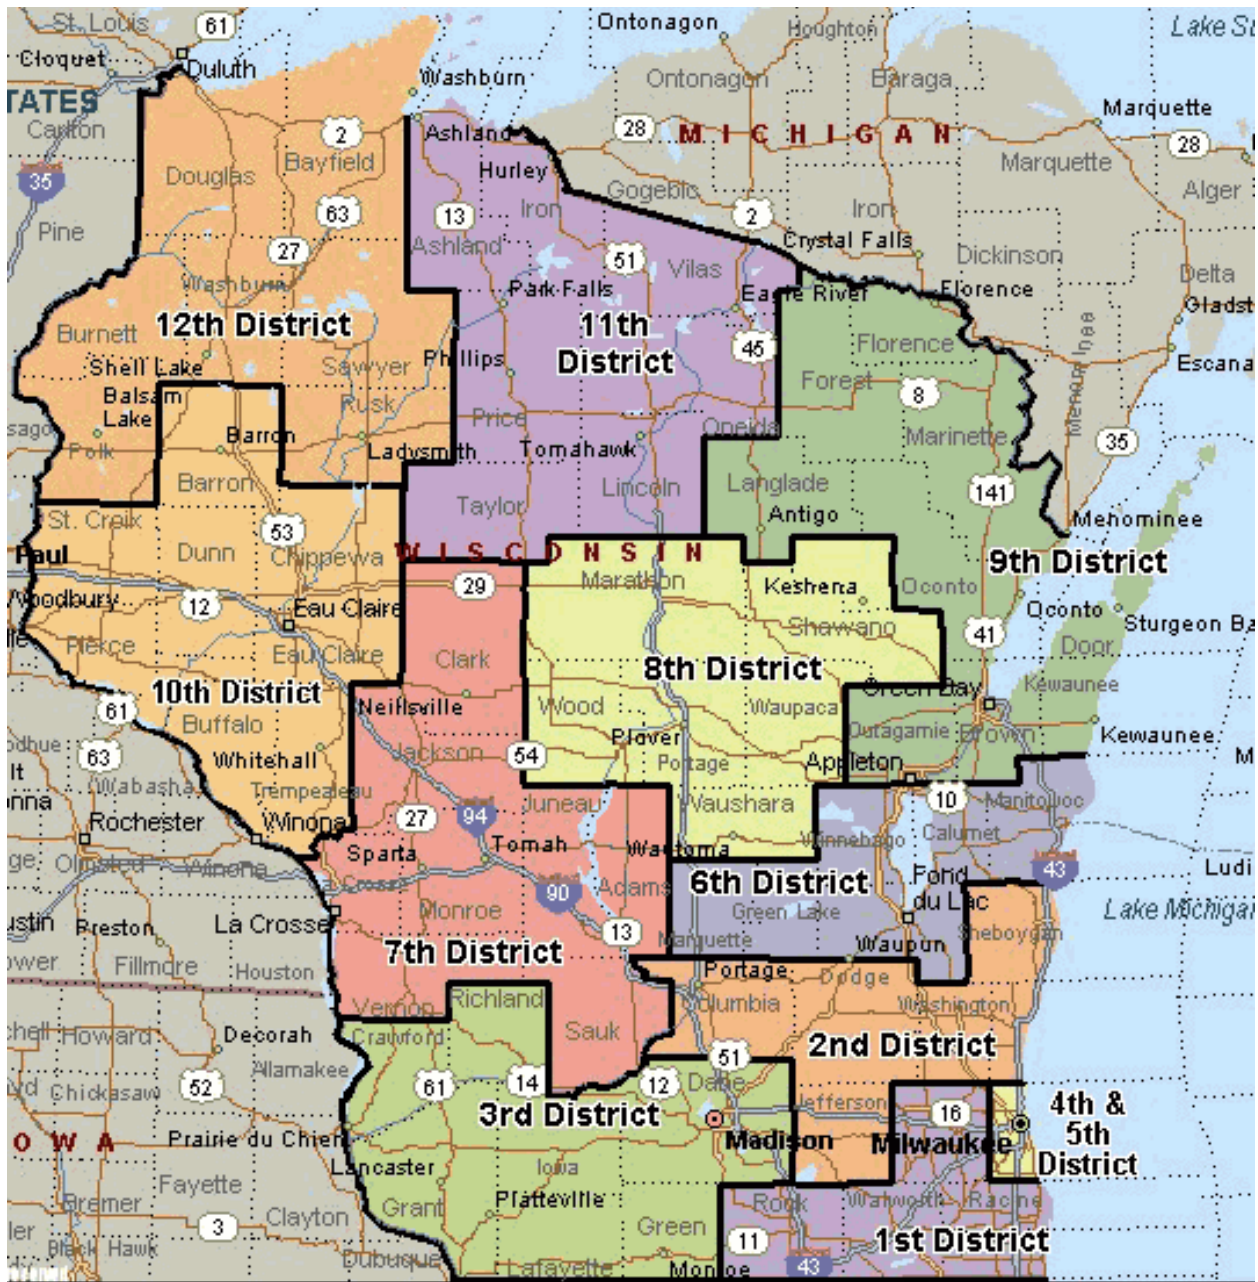 St. Louis
61
Ontonagon
Houghton
Lake Su
Cloquet
Duluth
Washburn
Ontonagon
Baraga
TATES
Carlton
2
Ashland
28
M I C H I G A N
Marquette
28
35
Douglas
Bayfield
Hurley
Gogebic
Marquette
Alger
Pine
63
13
Iron
2
Iron
27
Ashland
51
Vilas
Crystal Falls
Dickinson
Delta
Washburn
Park Falls
Eagle River
Florence
Gladst
12th District
11th
District
Burnett
Shell Lake
Sawyer
Phillips
45
Florence
Menominee
Escana
Balsam
Lake
Rusk
Price
Forest
8
sago
Polk
Barron
Ladysmith
Tomahawk
Oneida
Marinette
35
Barron
Taylor
Lincoln
Langlade
141
St. Croix
53
Antigo
Menominee
Paul
Dunn
Chippewa
W I S C O N S I N
9th District
Woodbury
12
Eau Claire
29
Marathon
Keshena
Oconto
Oconto
Pierce
Eau Claire
Clark
Shawano
41
Sturgeon Ba
Door
10th District
8th District
Kewaunee
61
Buffalo
Neillsville
Wood
Waupaca
Green Bay
63
Whitehall
Jackson
54
Plover
Outagamie
Brown
Kewaunee
Wabasha
Trempealeau
Portage
Appleton
Rochester
Winona
27
94
Juneau
Waushara
10
Manitowoc
Sparta
Tomah
Wautoma
Winnebago
Calumet
Olmsted
Winona
La Crosse
90
Adams
6th District
Fond
du Lac
43
Ludi
ustin
Preston
La Crosse
Monroe
13
Green Lake
Sheboygan
Lake Michigan
Fillmore
Houston
7th District
Marquette
Waupun
Portage
Dodge
Vernon
Richland
Columbia
Washington
Howard
Decorah
Crawford
Sauk
2nd District
Allamakee
51
Chickasaw
52
61
14
12
Dane
3rd District
Jefferson
16
4th &
5th
District
O W A
Prairie du Chien
Madison
Milwaukee
Fayette
Lancaster
Iowa
Bremer
Grant
Platteville
Rock
Walworth
Racine
3
Clayton
Green
11
1st District
Black Hawk
Dubuque
Lafayette
Monroe
43